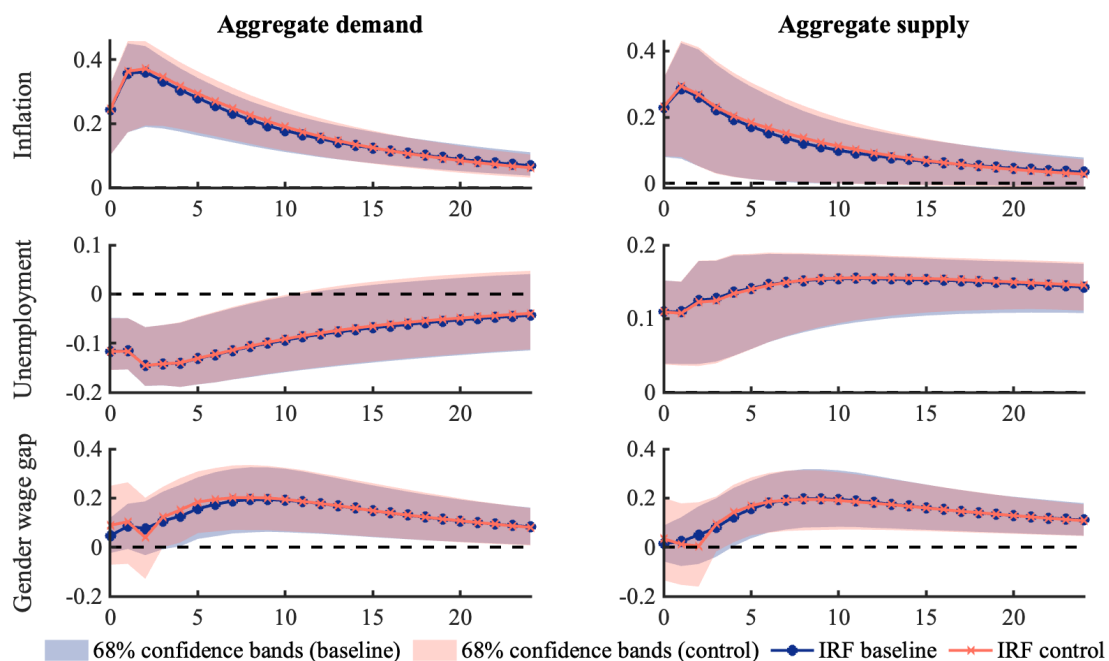 Aggregate demand
Aggregate supply
Inflation
0.4
0.2
0
0 5 10 15 20
0.4
0.2
0
0 5 10 15 20
Unemployment
0.1
0
-0.1
-0.2
0 5 10 15 20
0.2
0.1
0
0 5 10 15 20
Gender wage gap
0.4
0.2
0
-0.2
0 5 10 15 20
0.4
0.2
0
-0.2
0 5 10 15 20
68% confidence bands (baseline) 68% confidence bands (control) IRF baseline IRF control